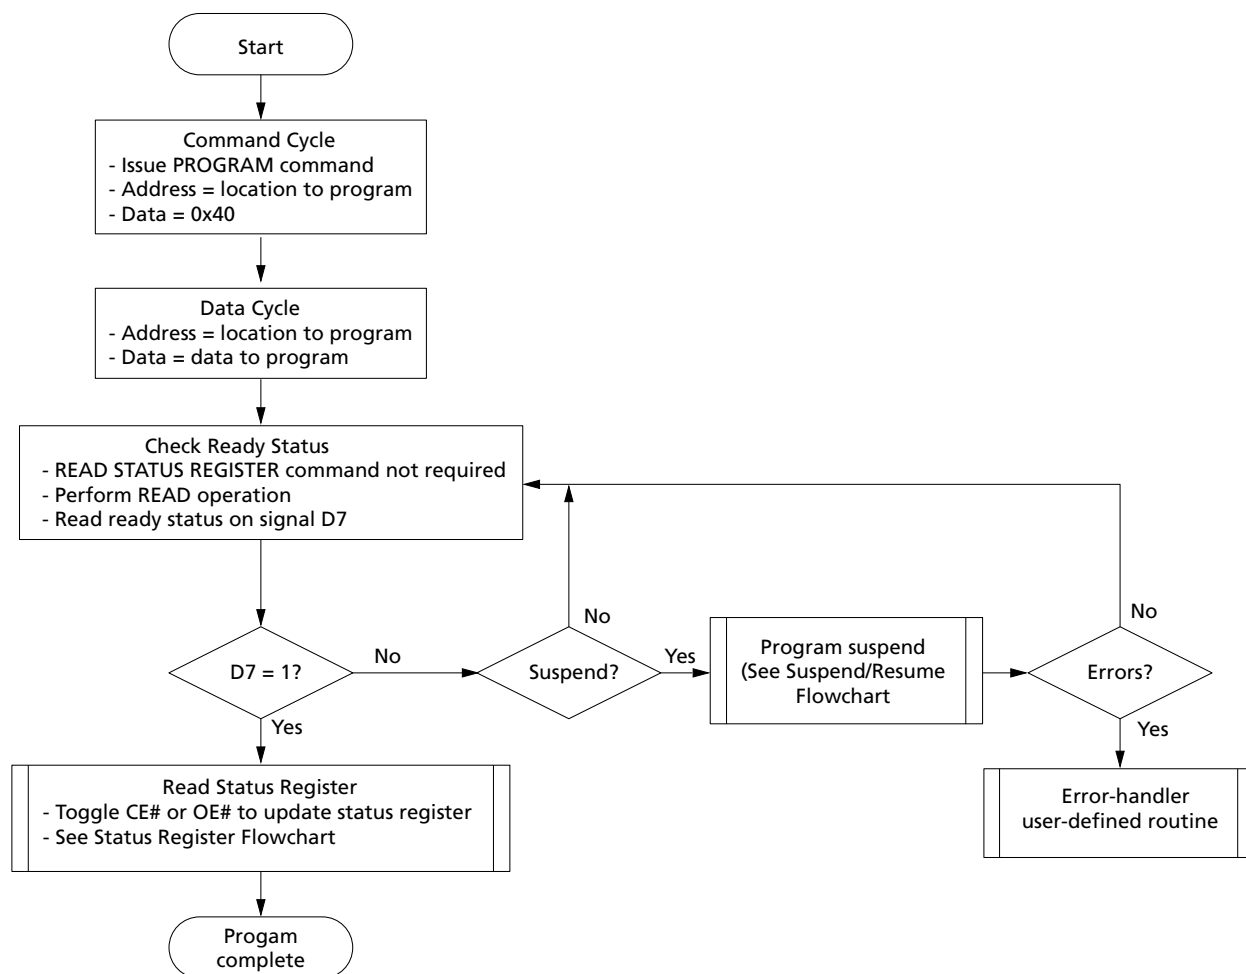 Start
Command Cycle
- Issue PROGRAM command
- Address = location to program
- Data = 0x40
Data Cycle
- Address = location to program
- Data = data to program
Check Ready Status
- READ STATUS REGISTER command not required
- Perform READ operation
- Read ready status on signal D7
D7 = 1?
No
Suspend?
No
Yes
Program suspend
(See Suspend/Resume
Flowchart
Errors?
No
Yes
Error-handler
user-defined routine
Yes
Read Status Register
- Toggle CE# or OE# to update status register
- See Status Register Flowchart
Progam
complete